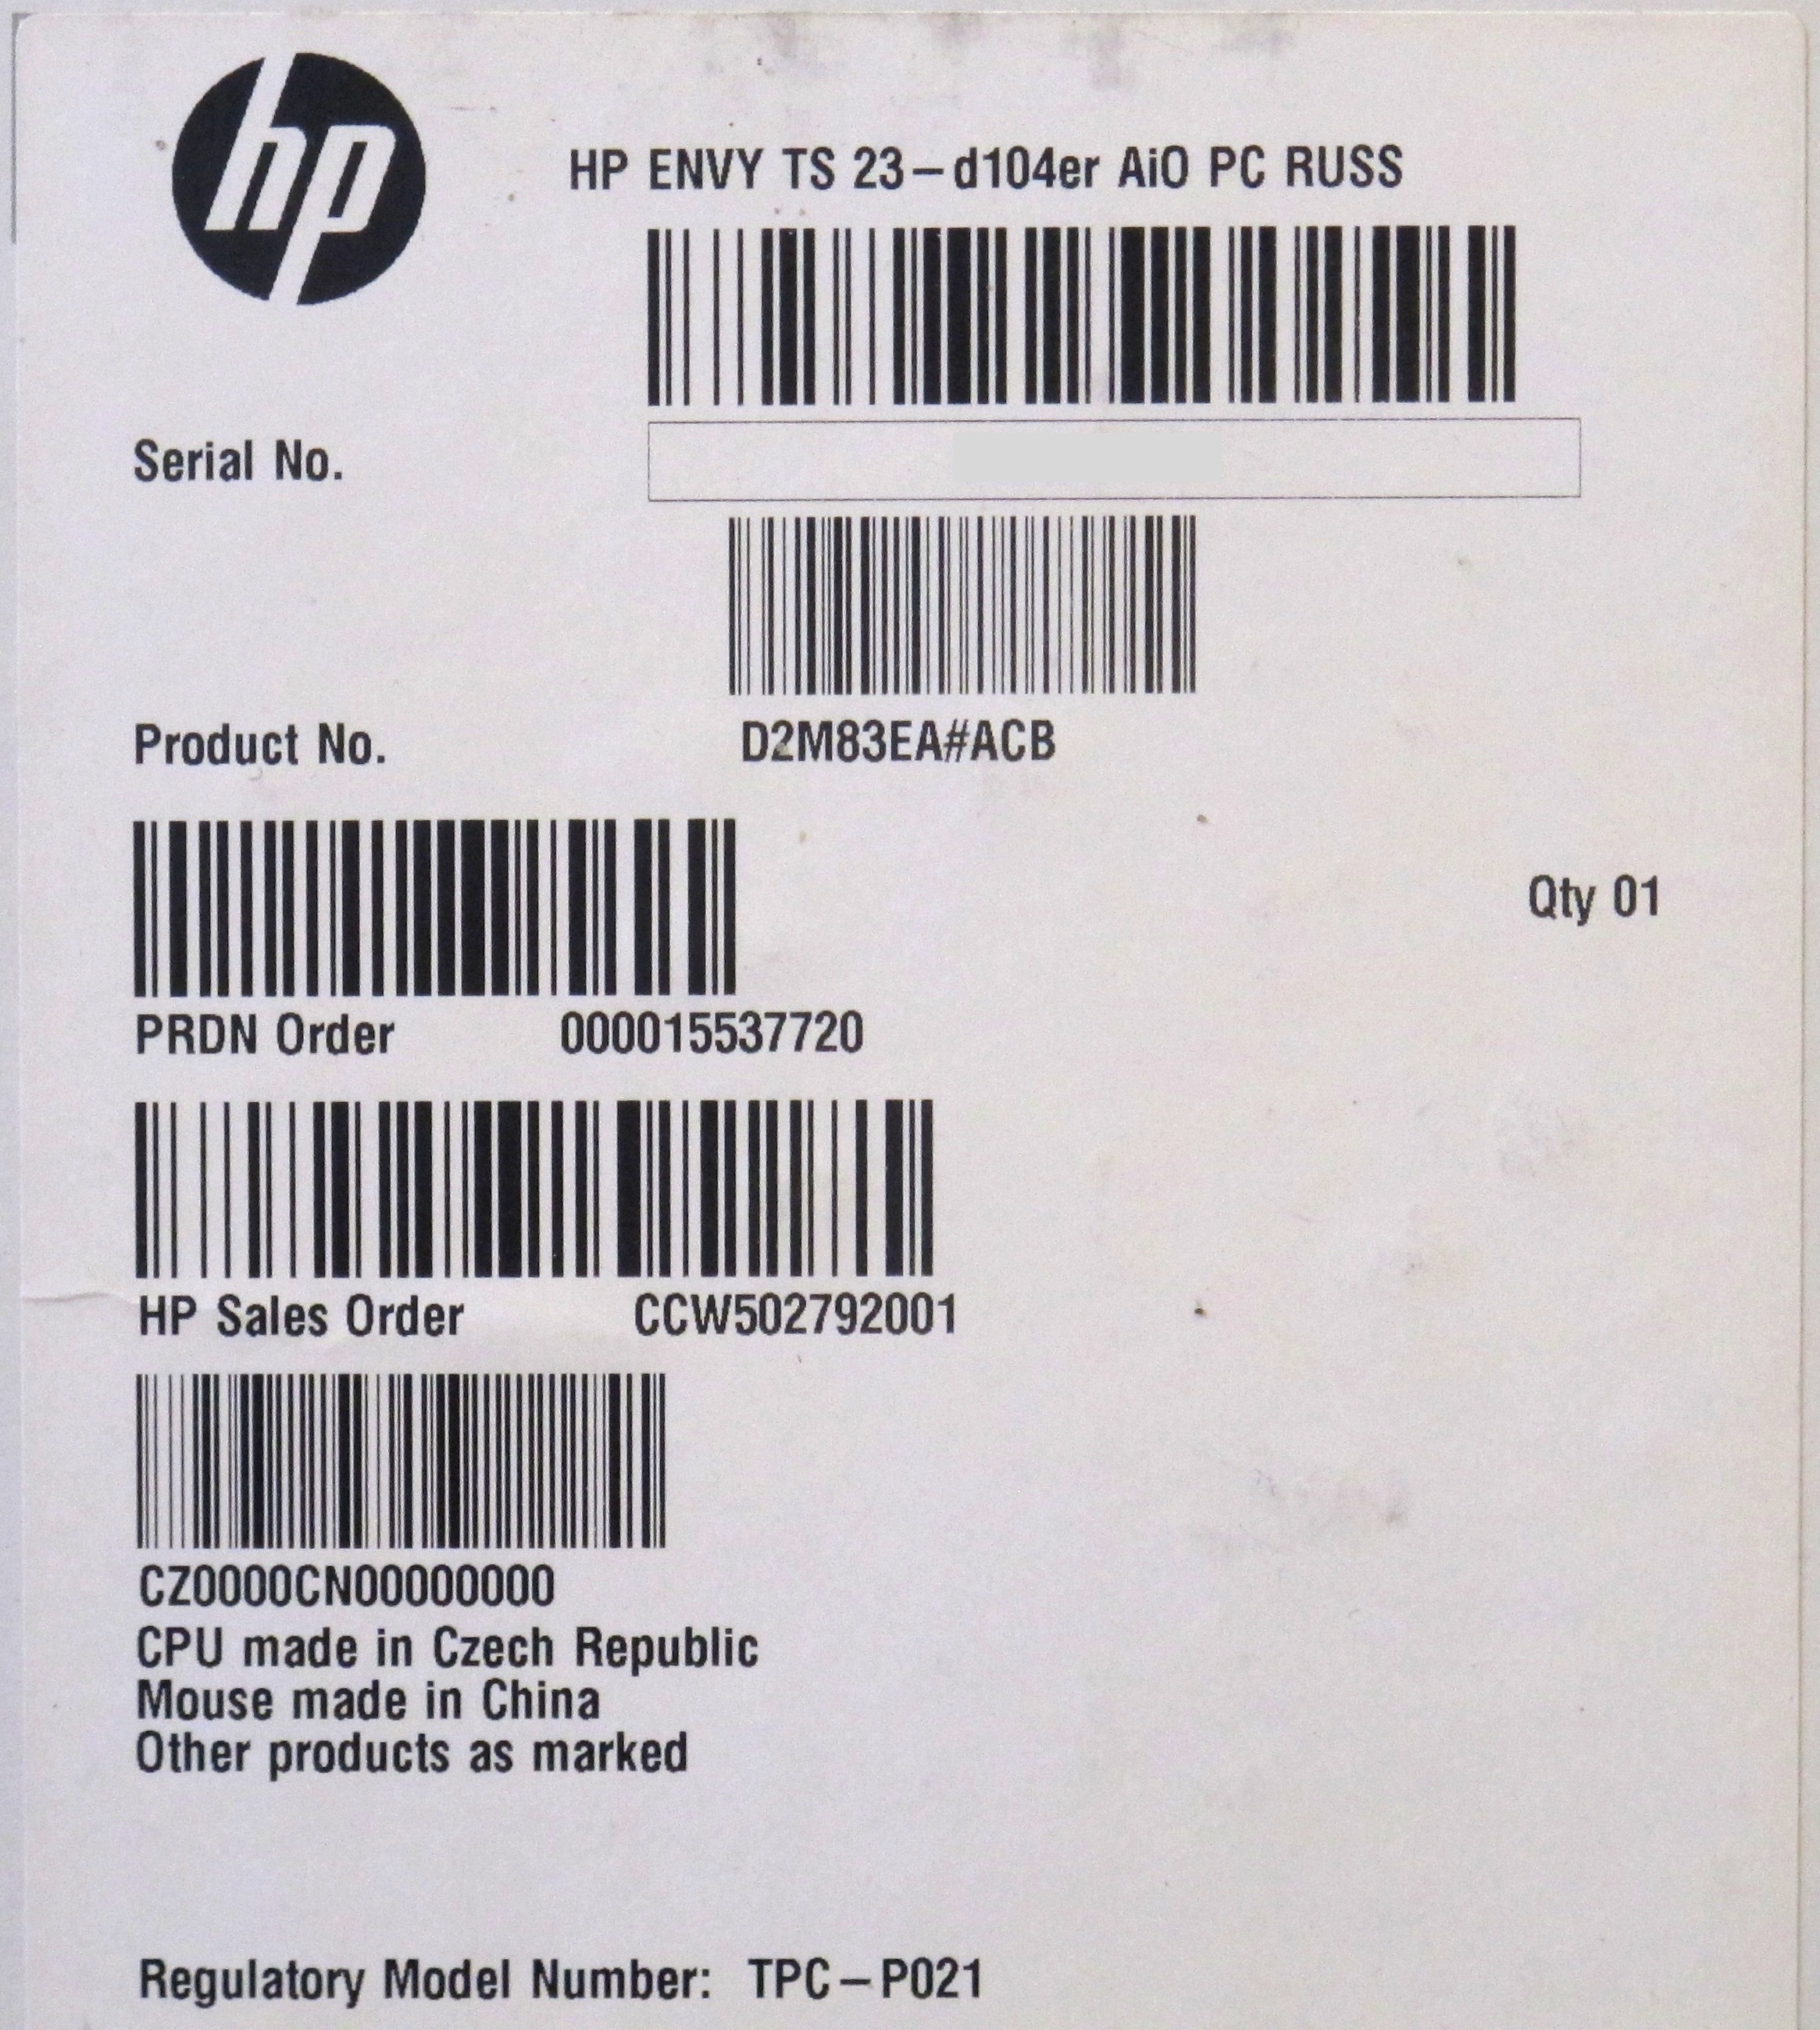 hp
HP ENVY TS 23-d104er AiO PC RUSS
Serial No.
Product No. D2M83EA#ACB
Qty 01
PRDN Order 000015537720
HP Sales Order CCW502792001
CZ0000CN00000000
CPU made in Czech Republic
Mouse made in China
Other products as marked
Regulatory Model Number: TPC-P021